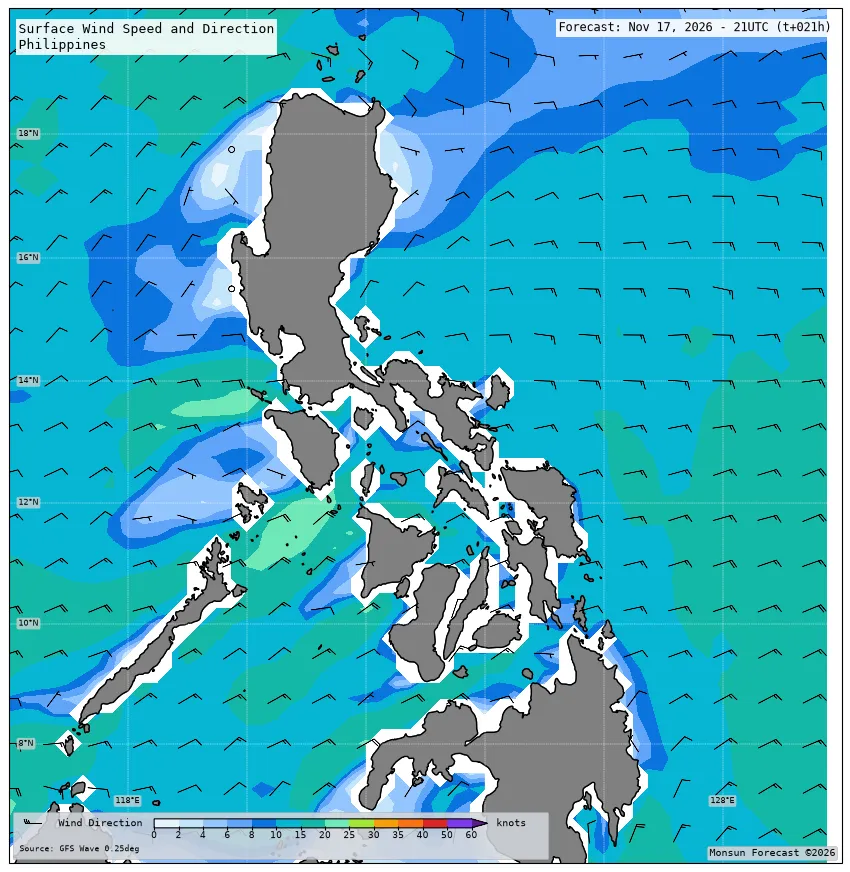 Surface Wind Speed and Direction
Philippines
Forecast: Nov 17, 2026 - 21UTC (t+021h)
18°N
16°N
14°N
12°N
10°N
8°N
118°E
128°E
Wind Direction
0 2 4 6 8 10 15 20 25 30 35 40 50 60
knots
Source: GFS Wave 0.25deg
Monsun Forecast ©2026